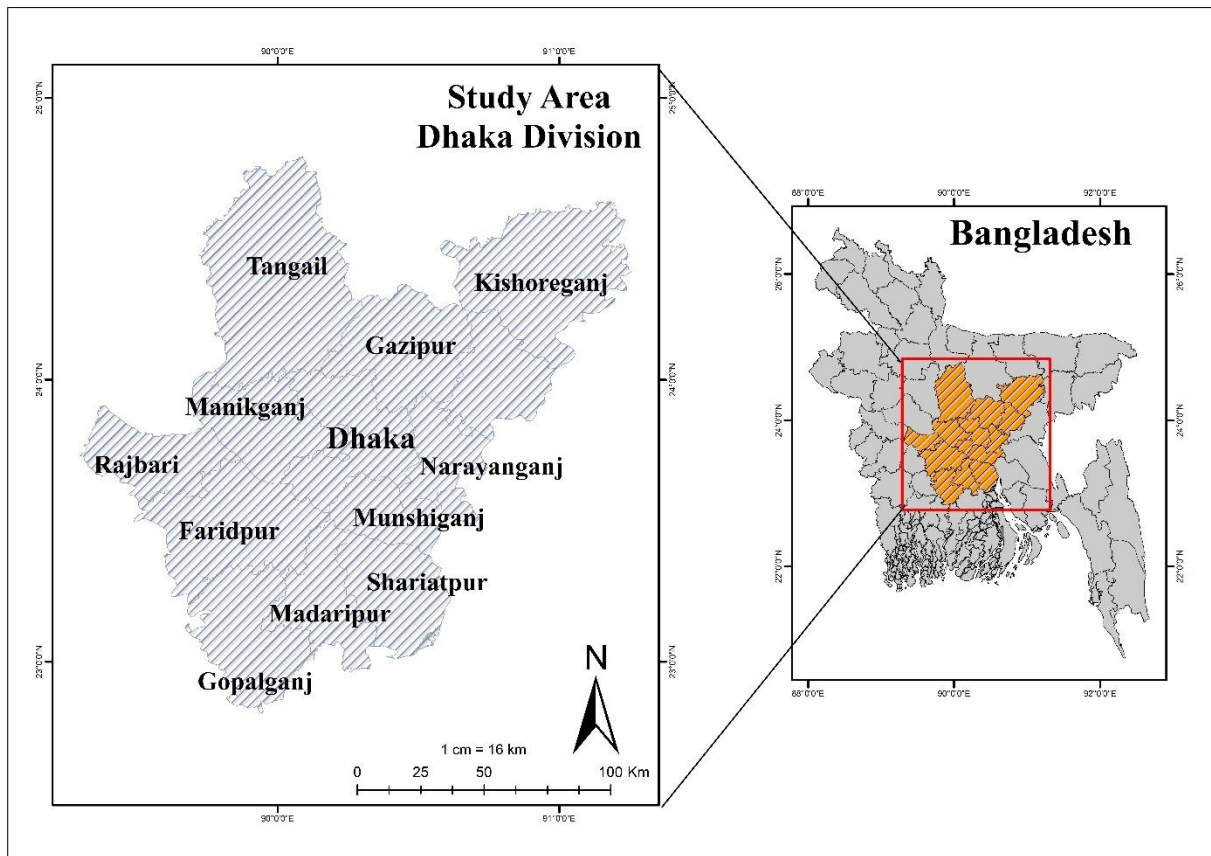 90°0'0"E 91°0'0"E
Study Area
Dhaka Division
25°0'0"N 25°0'0"N
Tangail
Kishoreganj
Gazipur
24°0'0"N 24°0'0"N
Manikganj
Dhaka
Rajbari
Narayanganj
Munshiganj
Faridpur
Shariatpur
Madaripur
23°0'0"N 23°0'0"N
Gopalganj
N
1 cm = 16 km
0 25 50 100 Km
90°0'0"E 91°0'0"E
88°0'0"E 90°0'0"E 92°0'0"E
Bangladesh
26°0'0"N 26°0'0"N
24°0'0"N 24°0'0"N
22°0'0"N 22°0'0"N
88°0'0"E 90°0'0"E 92°0'0"E